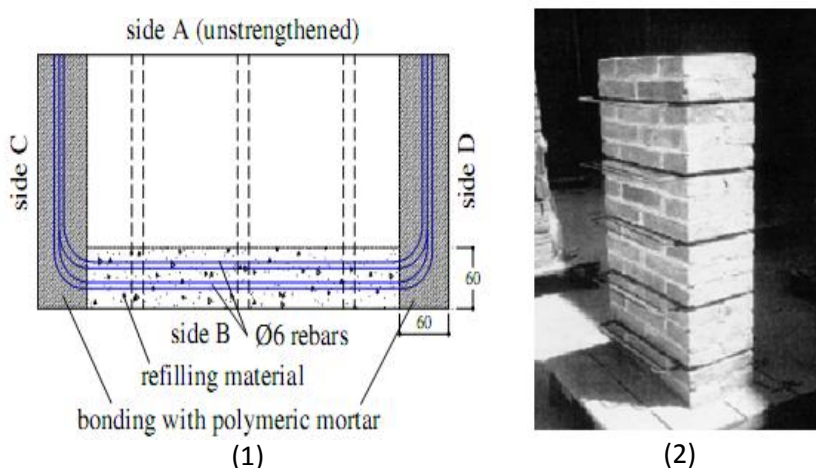 side A (unstrengthened)
side C
side D
60
60
side B
Ø6 rebars
refilling material
bonding with polymeric mortar
(1)
(2)